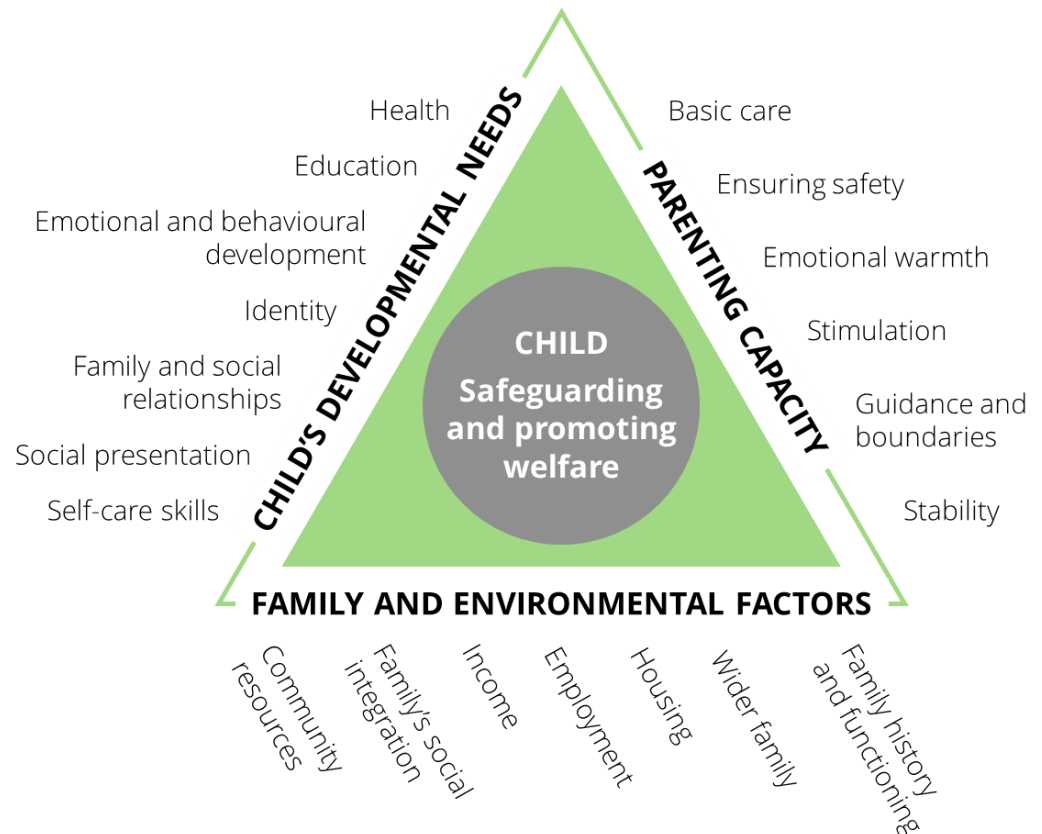 CHILD'S DEVELOPMENTAL NEEDS
Health
Education
Emotional and behavioural
development
Identity
Family and social
relationships
Social presentation
Self-care skills
PARENTING CAPACITY
Basic care
Ensuring safety
Emotional warmth
Stimulation
Guidance and
boundaries
Stability
CHILD
Safeguarding
and promoting
welfare
FAMILY AND ENVIRONMENTAL FACTORS
Community
resources
Family's social
integration
Income
Employment
Housing
Wider family
Family history
and functioning